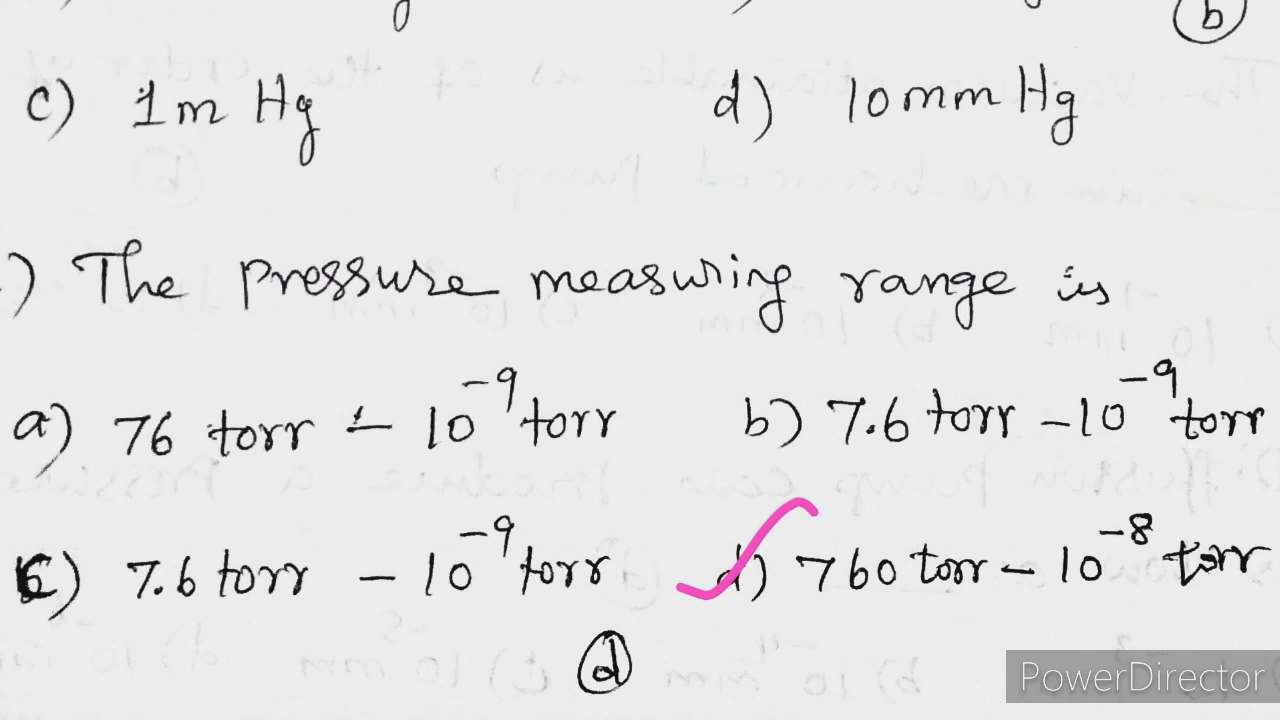 b
c) 1m Hg d) 10mm Hg
) The pressure measuring range is
a) 76 torr - 10⁻⁹ torr b) 7.6 torr - 10⁻⁹ torr
c) 7.6 torr - 10⁻⁹ torr d) 760 torr - 10⁻⁸ torr
d
PowerDirector